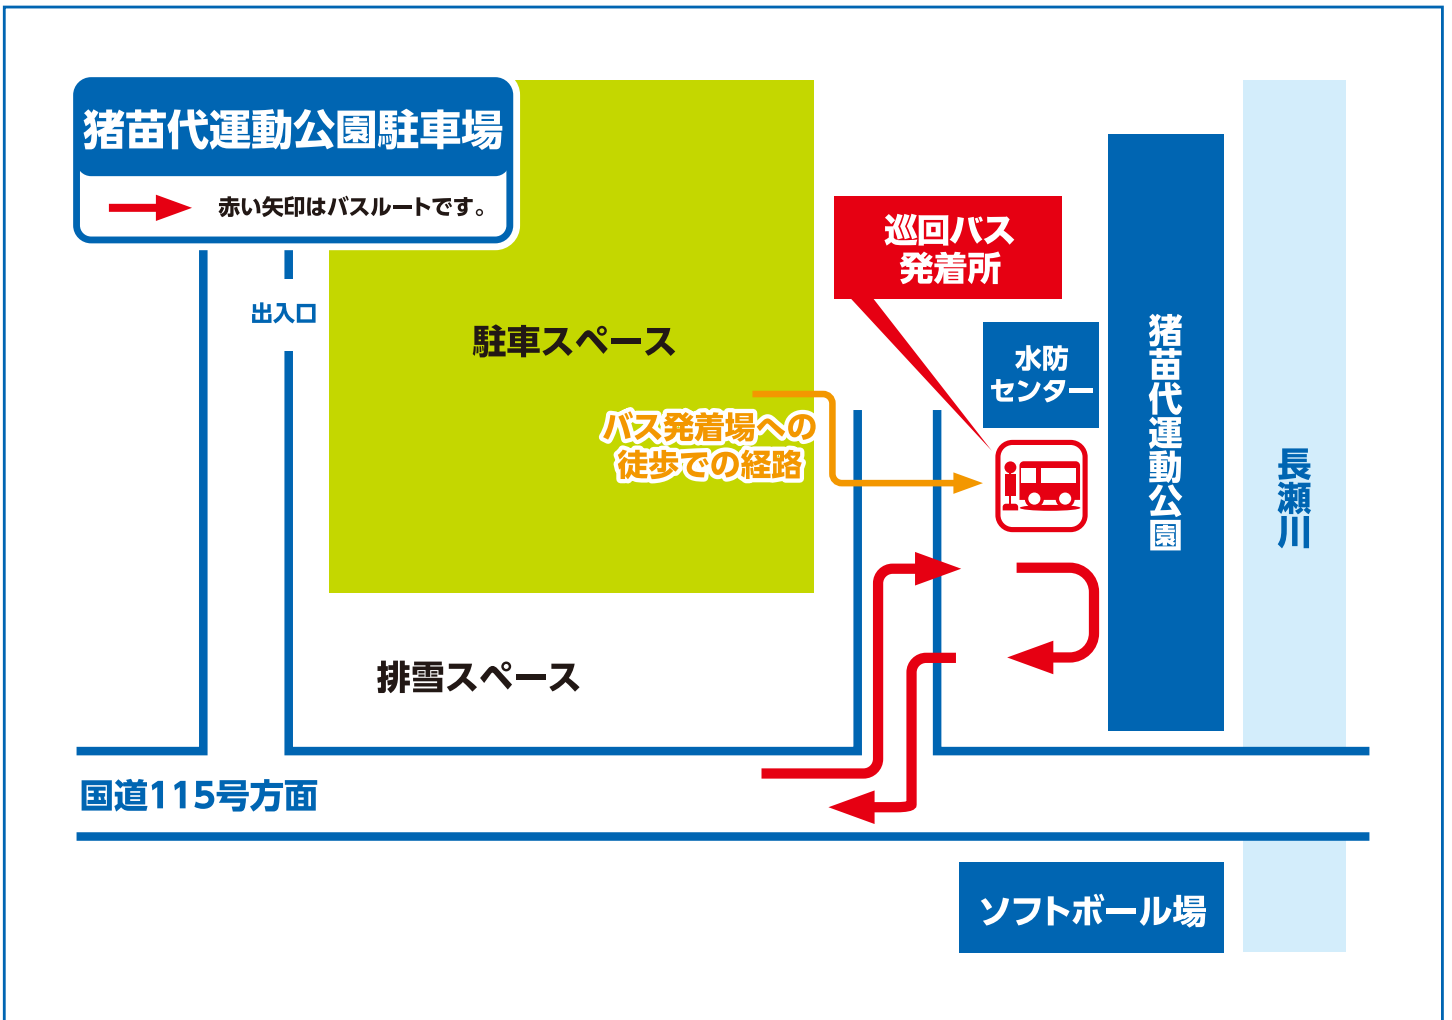 猪苗代運動公園駐車場
赤い矢印はバスルートです。
出入口
駐車スペース
巡回バス
発着所
水防
センター
猪苗代運動公園
長瀬川
バス発着場への
徒歩での経路
排雪スペース
国道115号方面
ソフトボール場